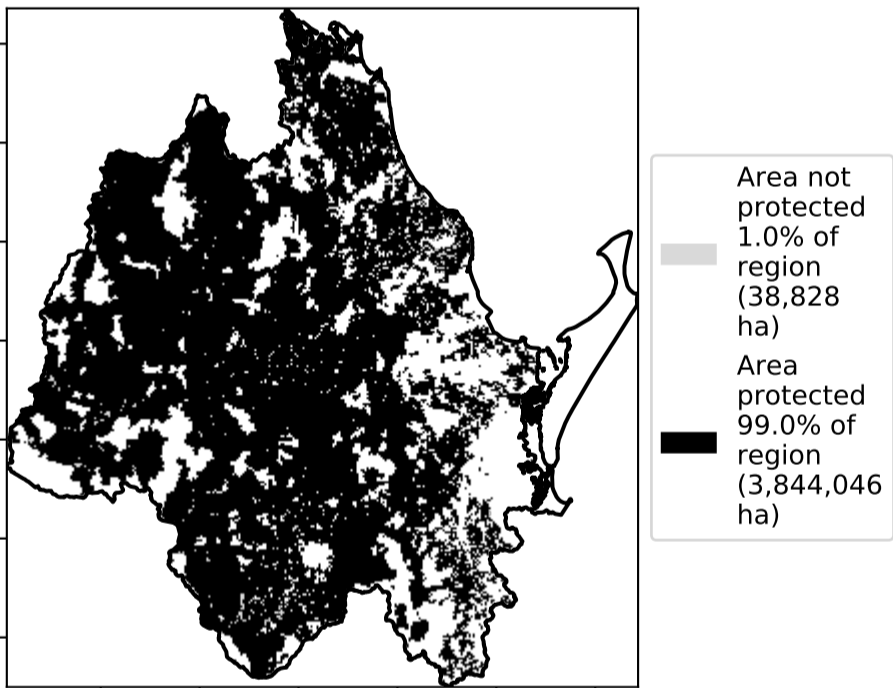 Area not
protected
1.0% of
region
(38,828
ha)
Area
protected
99.0% of
region
(3,844,046
ha)